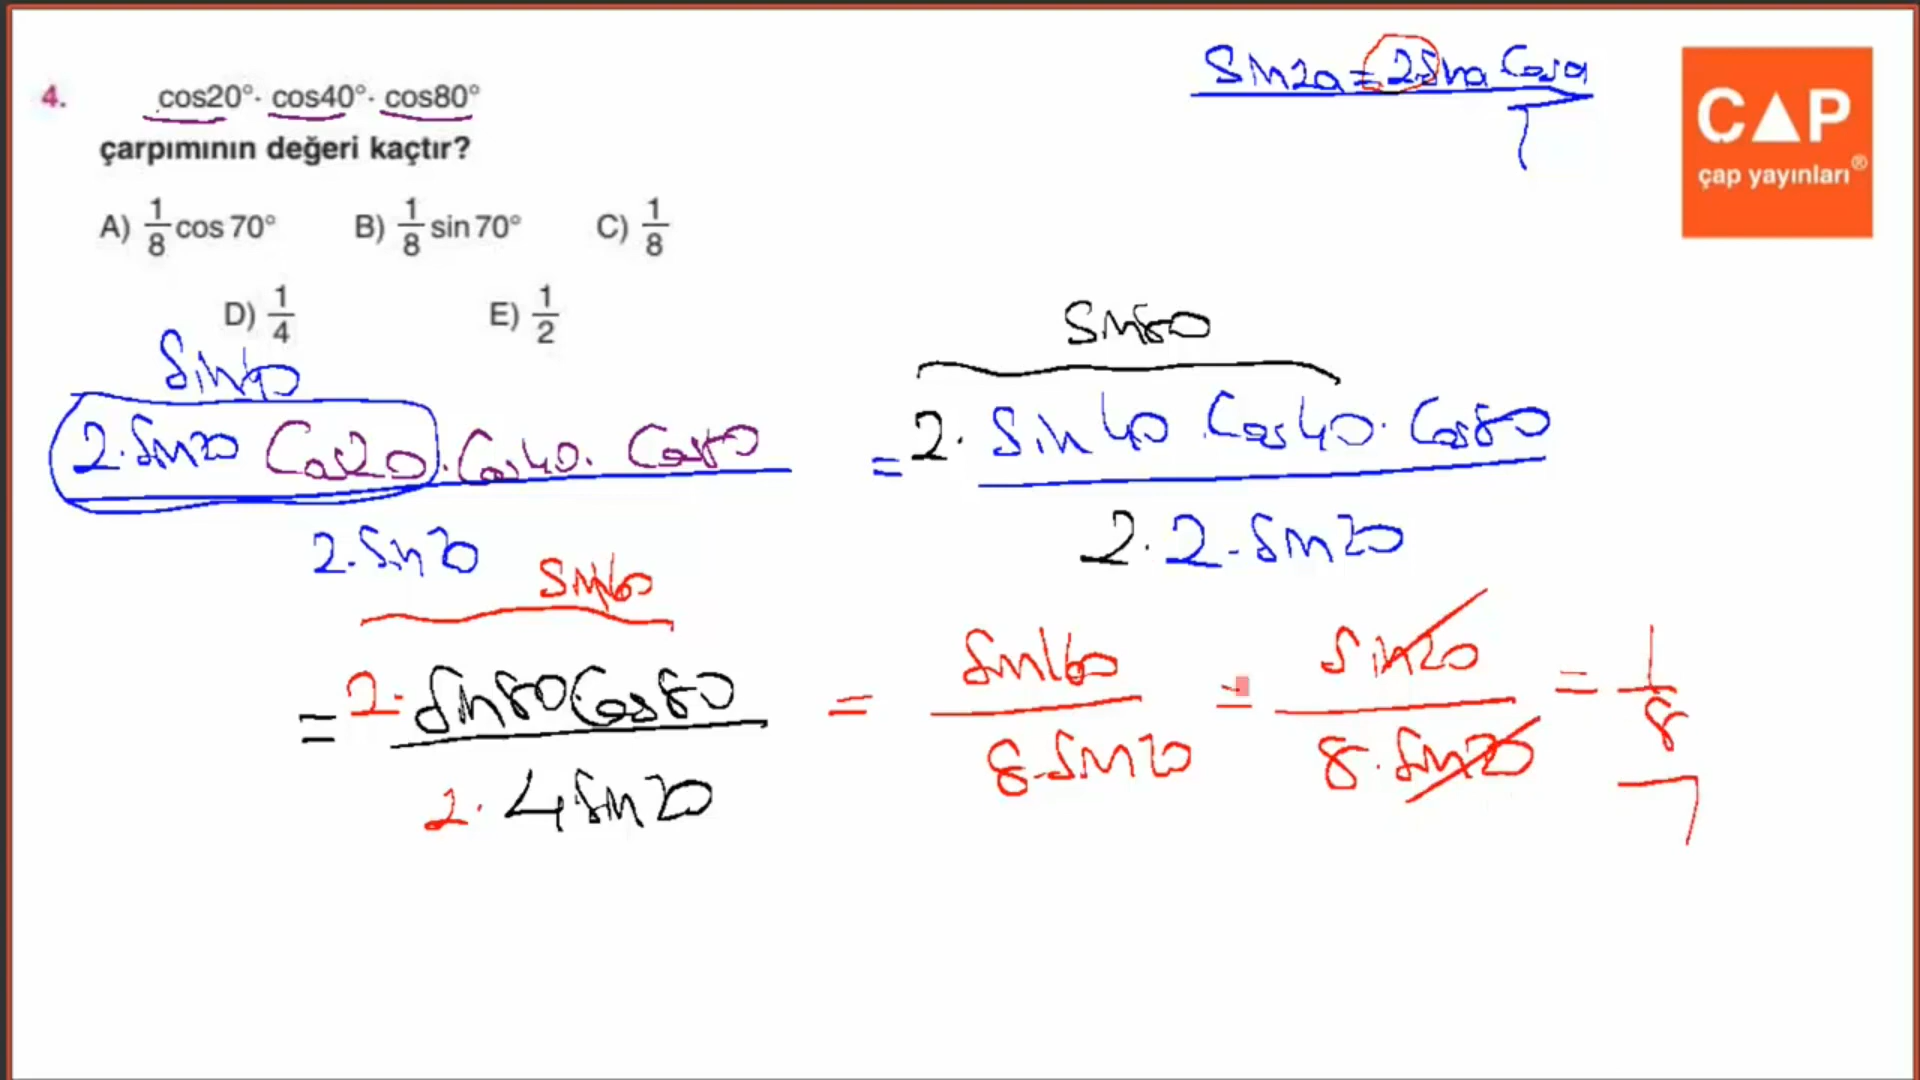 4. cos20°· cos40°· cos80°
çarpımının değeri kaçtır?
A) 1/8 cos 70° B) 1/8 sin 70° C) 1/8
D) 1/4 E) 1/2
Sin2a = 2Sina Cosa
CAP
çap yayınları®
Sin40
2.Sin20 Cos20 . Cos40 . Cos80
2.Sin20
Sin80
= 2. Sin40 Cos40 . Cos80
2.2.Sin20
Sin160
= 2. Sin80 Cos80
2. 4Sin20
= Sin160
8.Sin20
= Sin20
8.Sin20
= 1/8